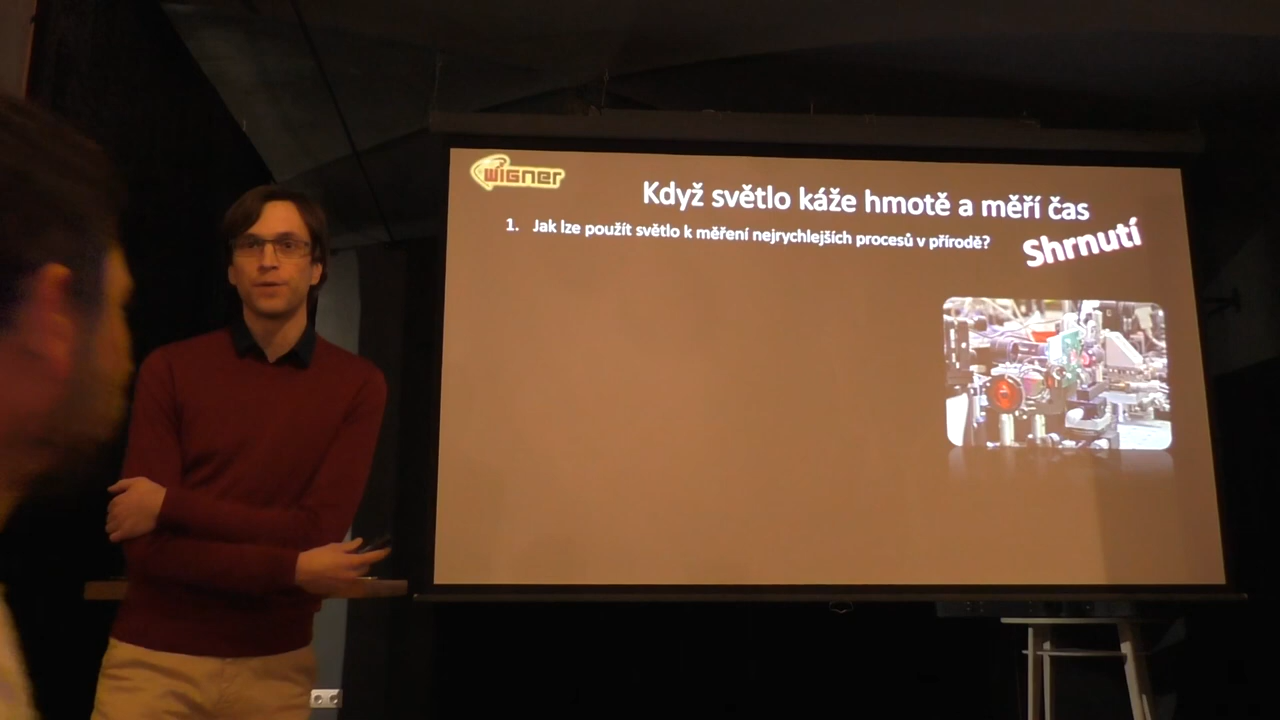 wigner
Když světlo káže hmotě a měří čas
1. Jak lze použít světlo k měření nejrychlejších procesů v přírodě?
Shrnutí